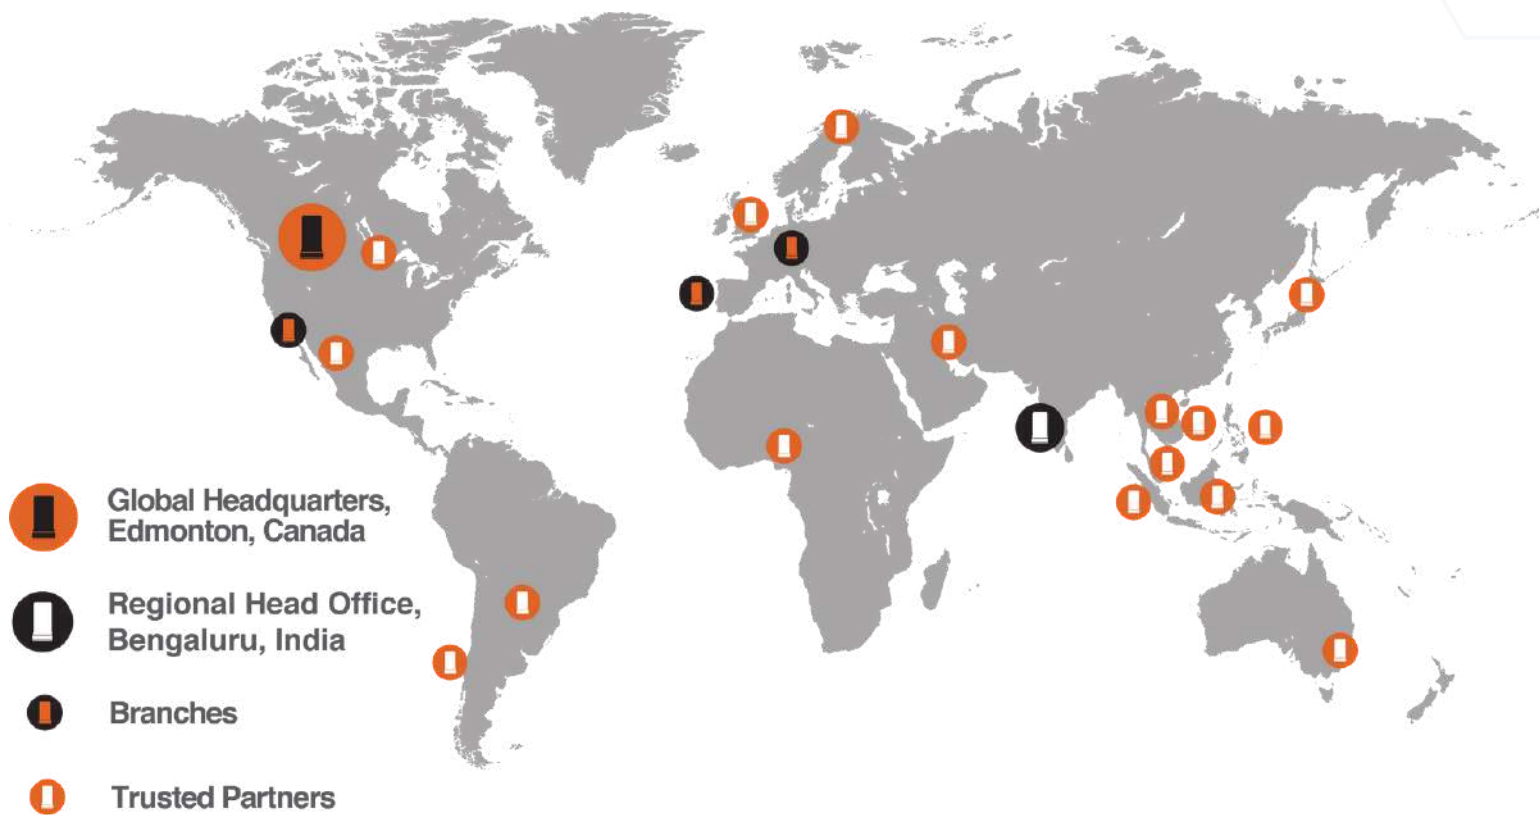 Global Headquarters,
Edmonton, Canada
Regional Head Office,
Bengaluru, India
Branches
Trusted Partners